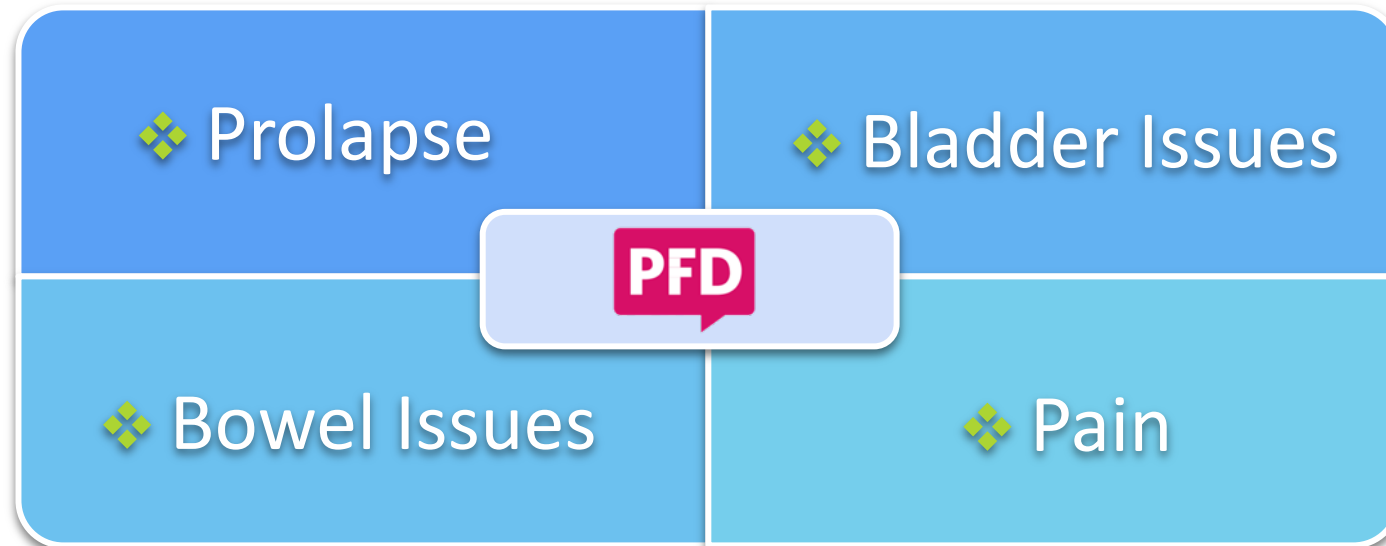 ❖ Prolapse
❖ Bladder Issues
PFD
❖ Bowel Issues
❖ Pain